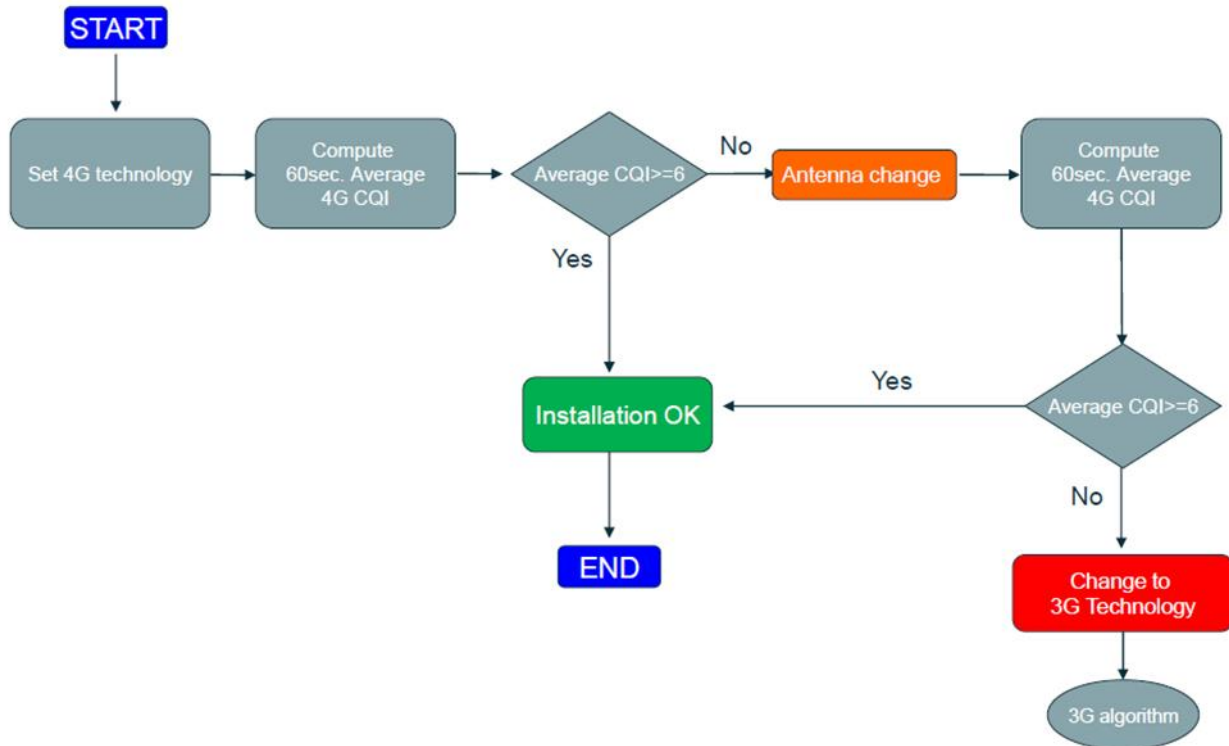 START
Set 4G technology
Compute
60sec. Average
4G CQI
Average CQI>=6
No
Antenna change
Compute
60sec. Average
4G CQI
Yes
Installation OK
END
Yes
Average CQI>=6
No
Change to
3G Technology
3G algorithm